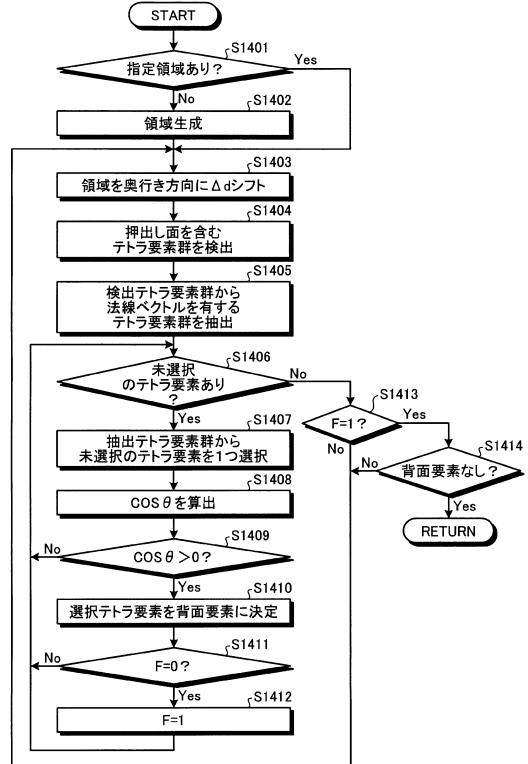 START
S1401
指定領域あり？
Yes
No
S1402
領域生成
S1403
領域を奥行き方向にΔdシフト
S1404
押出し面を含む
テトラ要素群を検出
S1405
検出テトラ要素群から
法線ベクトルを有する
テトラ要素群を抽出
S1406
未選択
のテトラ要素あり
？
No
Yes
S1407
抽出テトラ要素群から
未選択のテトラ要素を1つ選択
S1408
COSθを算出
S1409
COSθ＞0？
No
Yes
S1410
選択テトラ要素を背面要素に決定
S1411
F=0？
No
Yes
S1412
F=1
S1413
F=1？
Yes
No
S1414
背面要素なし？
No
Yes
RETURN